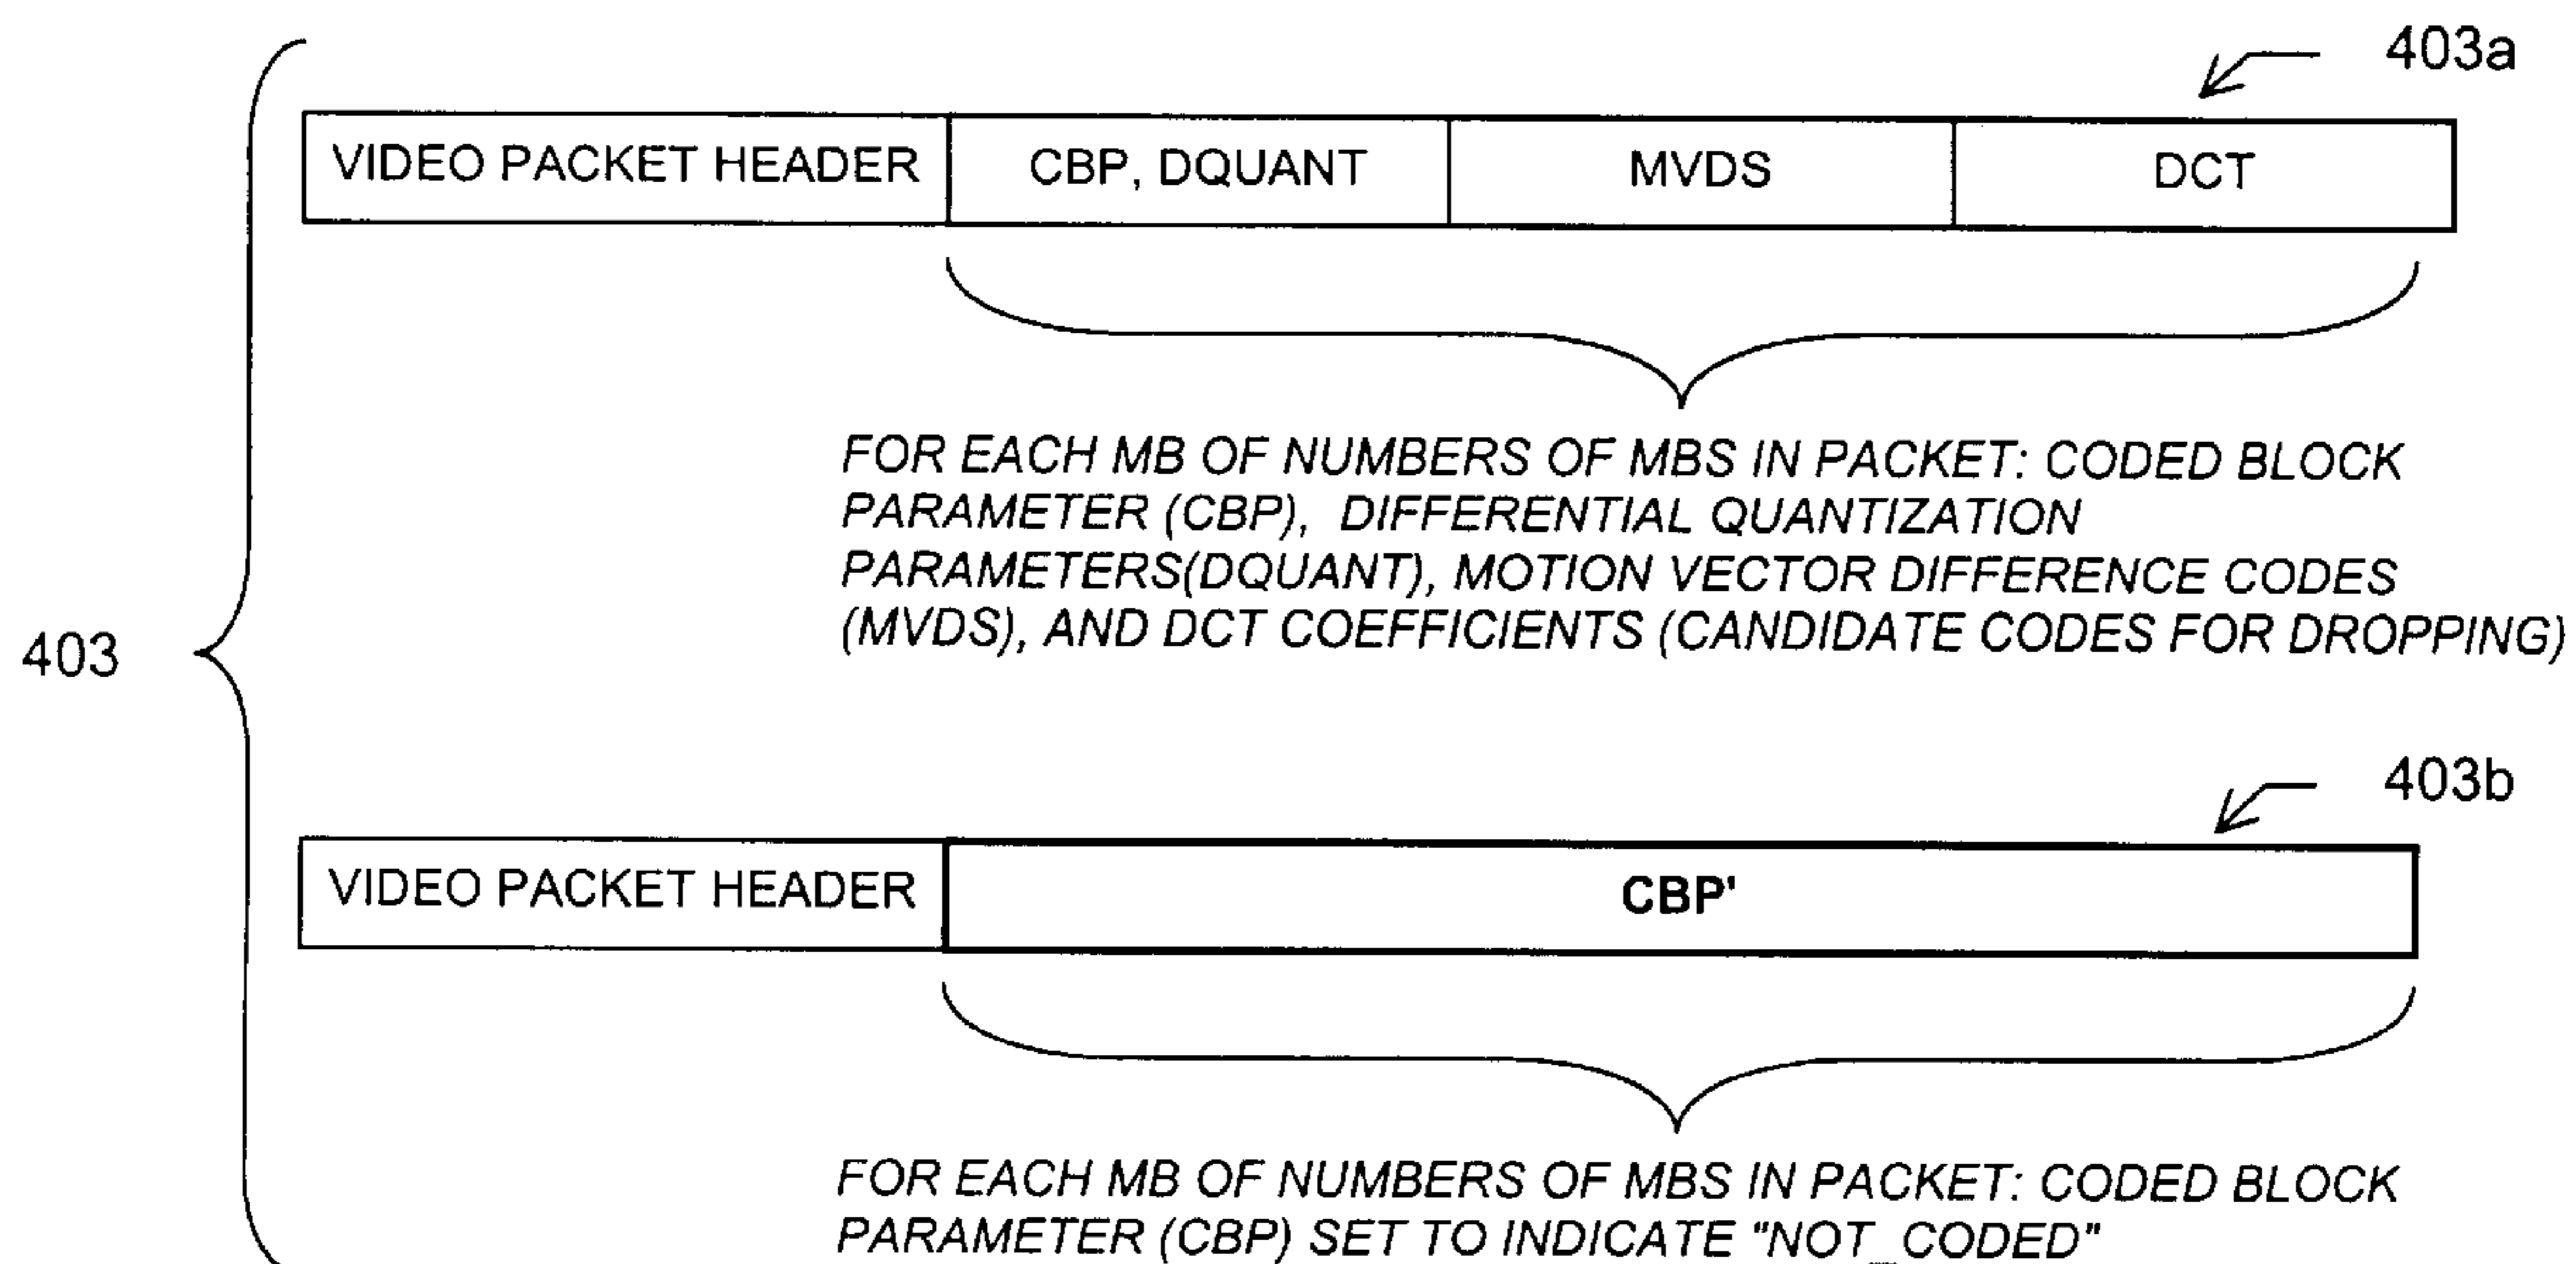 403a
VIDEO PACKET HEADER CBP, DQUANT MVDS DCT
FOR EACH MB OF NUMBERS OF MBS IN PACKET: CODED BLOCK
PARAMETER (CBP), DIFFERENTIAL QUANTIZATION
PARAMETERS(DQUANT), MOTION VECTOR DIFFERENCE CODES
(MVDS), AND DCT COEFFICIENTS (CANDIDATE CODES FOR DROPPING)
403
403b
VIDEO PACKET HEADER CBP'
FOR EACH MB OF NUMBERS OF MBS IN PACKET: CODED BLOCK
PARAMETER (CBP) SET TO INDICATE "NOT_CODED"